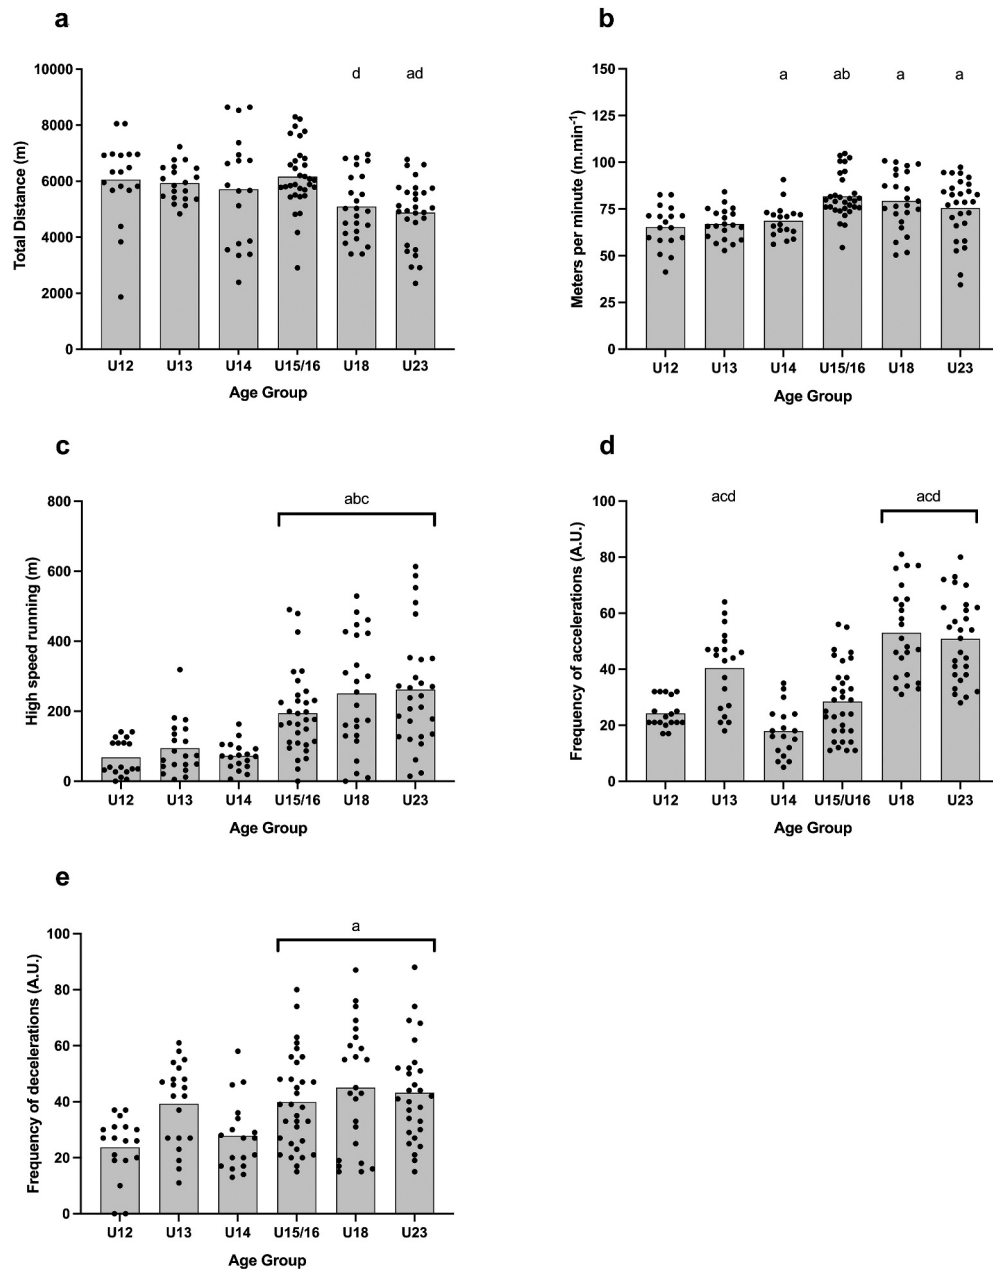 a
10000
8000
6000
4000
2000
0
Total Distance (m)
d ad
U12 U13 U14 U15/16 U18 U23
Age Group
b
150
125
100
75
50
25
0
Meters per minute (m.min-1)
a ab a a
U12 U13 U14 U15/16 U18 U23
Age Group
c
800
600
400
200
0
High speed running (m)
abc
U12 U13 U14 U15/16 U18 U23
Age Group
d
100
80
60
40
20
0
Frequency of accelerations (A.U.)
acd acd
U12 U13 U14 U15/U16 U18 U23
Age Group
e
100
80
60
40
20
0
Frequency of decelerations (A.U.)
a
U12 U13 U14 U15/16 U18 U23
Age Group